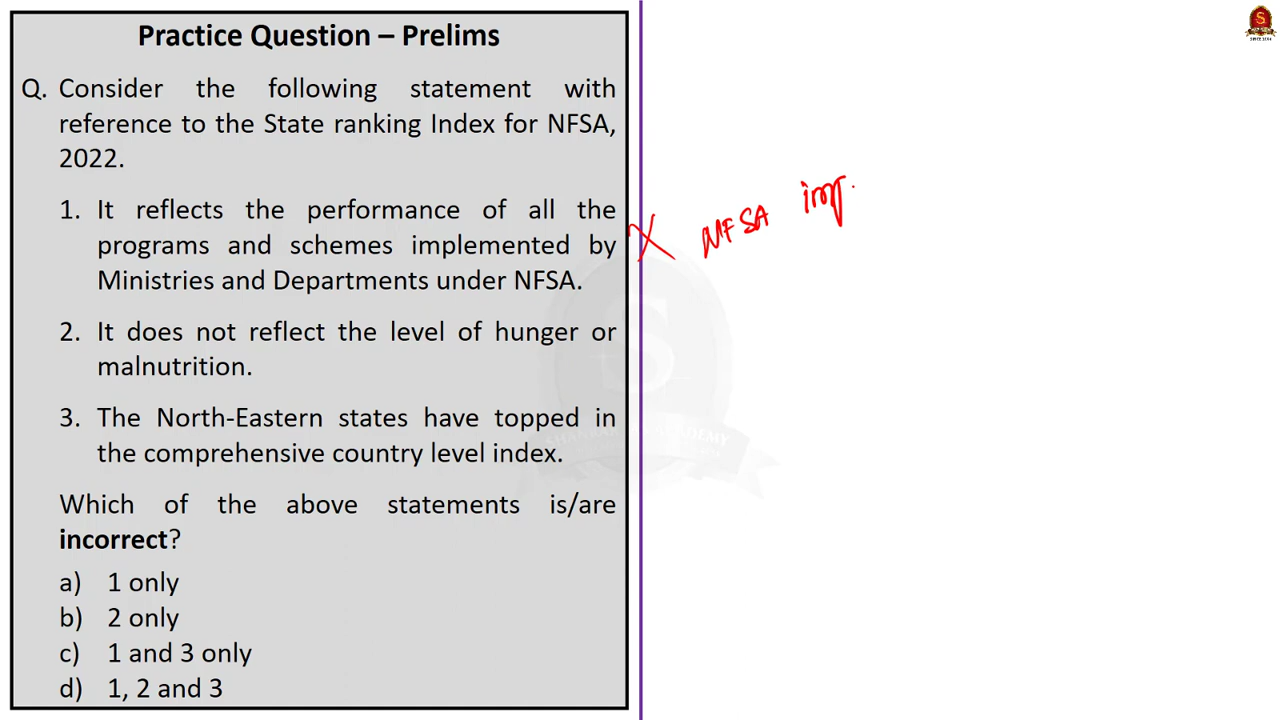 Practice Question – Prelims
Q. Consider the following statement with
reference to the State ranking Index for NFSA,
2022.
1. It reflects the performance of all the
programs and schemes implemented by
Ministries and Departments under NFSA.
2. It does not reflect the level of hunger or
malnutrition.
3. The North-Eastern states have topped in
the comprehensive country level index.
Which of the above statements is/are
incorrect?
a) 1 only
b) 2 only
c) 1 and 3 only
d) 1, 2 and 3
X NFSA